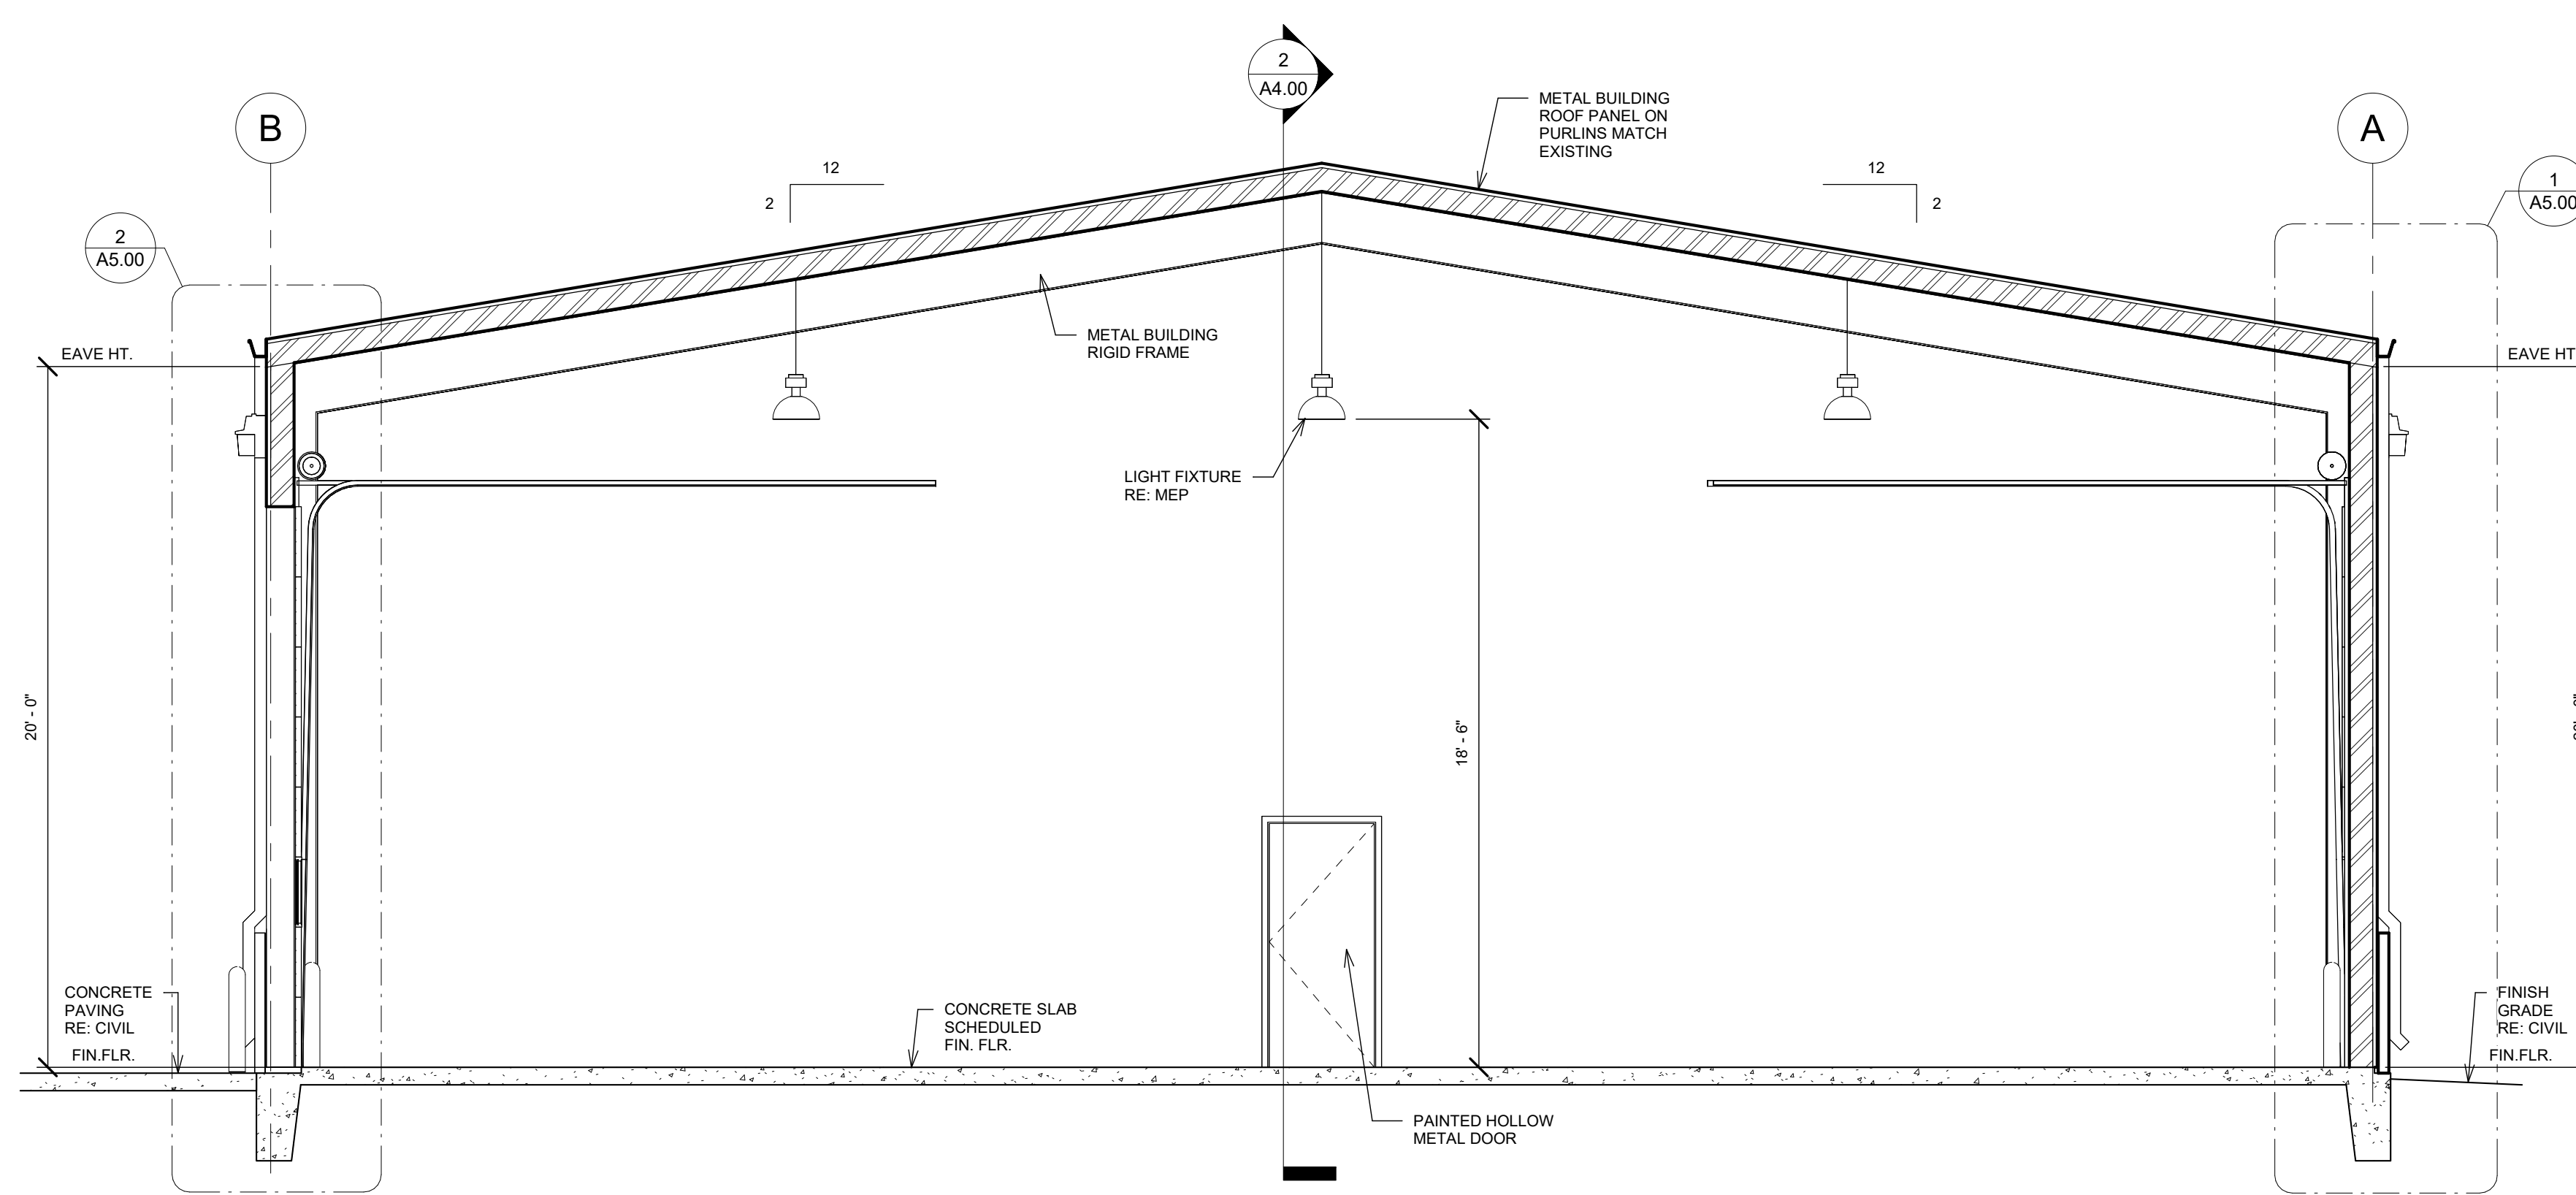 2
A4.00
B
A
METAL BUILDING
ROOF PANEL ON
PURLINS MATCH
EXISTING
12
2
12
2
1
A5.00
2
A5.00
METAL BUILDING
RIGID FRAME
EAVE HT.
EAVE HT
LIGHT FIXTURE
RE: MEP
20' - 0"
18' - 6"
CONCRETE
PAVING
RE: CIVIL
FIN.FLR.
CONCRETE SLAB
SCHEDULED
FIN. FLR.
FINISH
GRADE
RE: CIVIL
FIN.FLR.
PAINTED HOLLOW
METAL DOOR